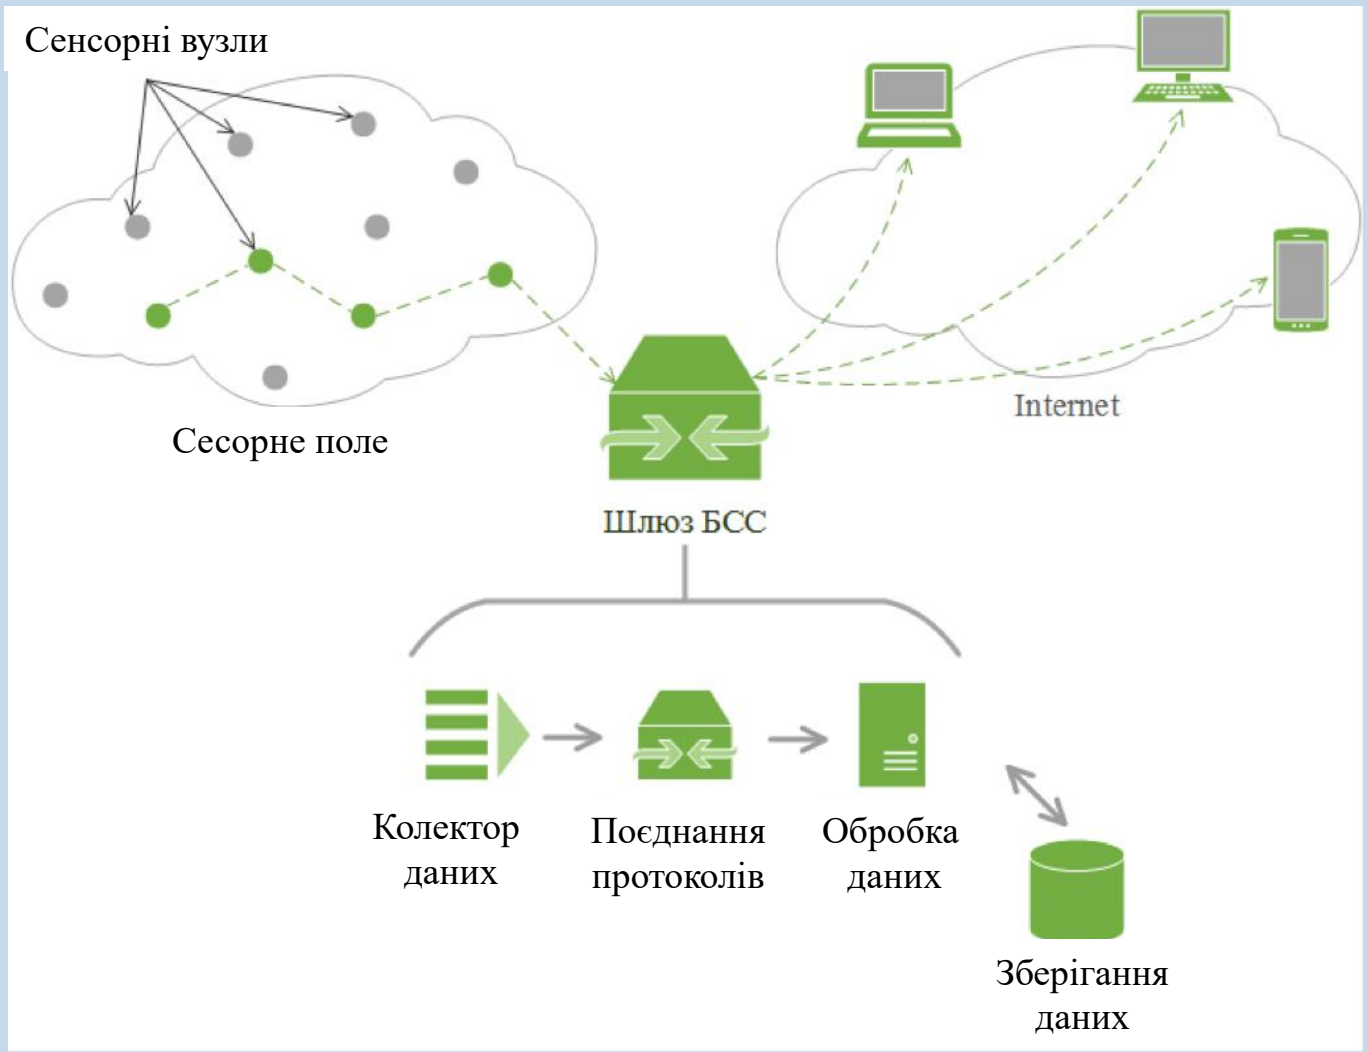 Сенсорні вузли
Сесорне поле
Internet
Шлюз БСС
Колектор
даних
Поєднання
протоколів
Обробка
даних
Зберігання
даних